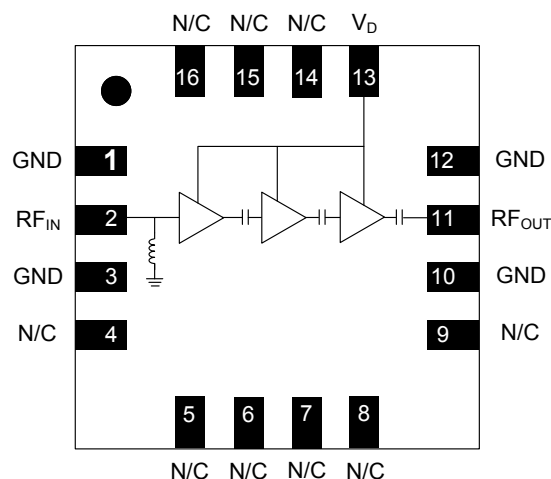 N/C N/C N/C V_D
16 15 14 13
GND 1 12 GND
RF_IN 2 11 RF_OUT
GND 3 10 GND
N/C 4 9 N/C
5 6 7 8
N/C N/C N/C N/C